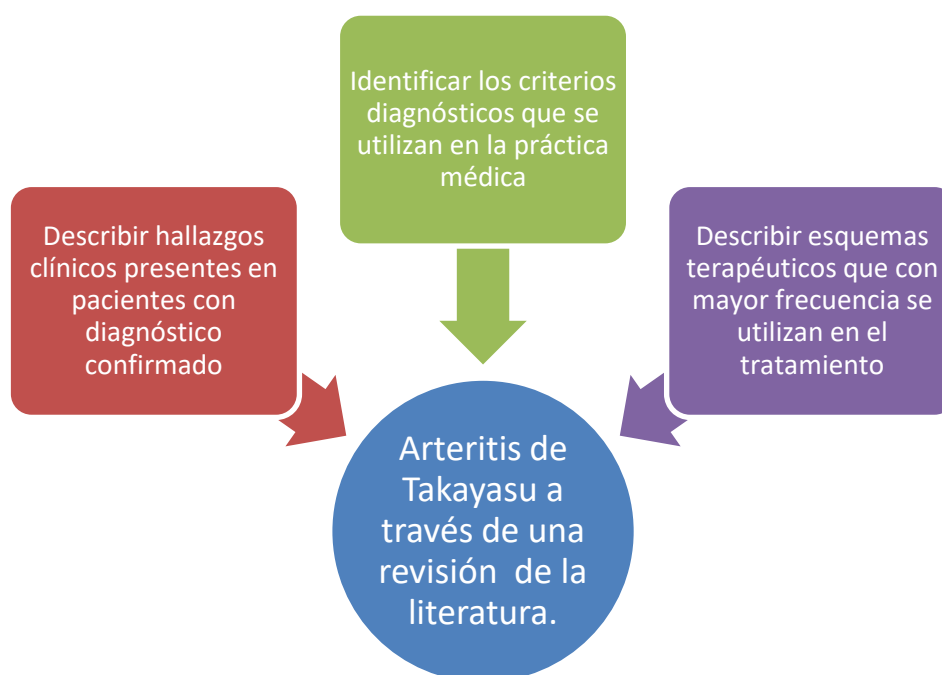 Identificar los criterios
diagnósticos que se
utilizan en la práctica
médica
Describir hallazgos
clínicos presentes en
pacientes con
diagnóstico
confirmado
Describir esquemas
terapéuticos que con
mayor frecuencia se
utilizan en el
tratamiento
Arteritis de
Takayasu a
través de una
revisión de la
literatura.